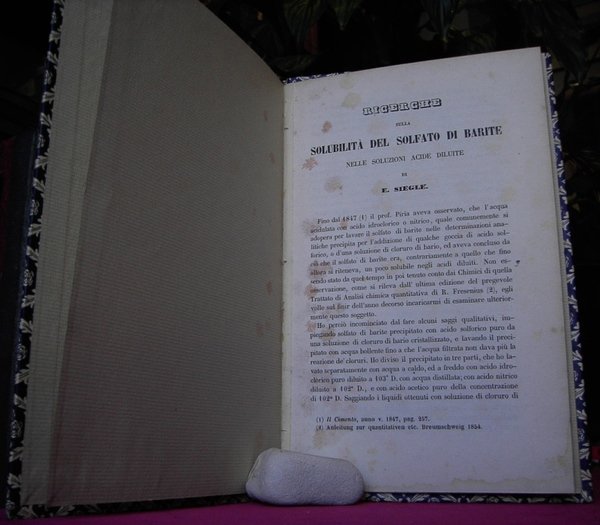 RICERCHE
SULLA
SOLUBILITÀ DEL SOLFATO DI BARITE
NELLE SOLUZIONI ACIDE DILUITE
DI
E. SIEGLE.
Fino dal 1847 (1) il prof. Piria aveva osservato, che l'acqua
acidulata con acido idroclorico o nitrico, quale comunemente si
adopera per lavare il solfato di barite nelle determinazioni ana-
litiche precipita per l'addizione di qualche goccia di acido sol-
forico, o d'una soluzione di cloruro di bario, ed aveva concluso da
ciò che il solfato di barite era, contrariamente a quello che fino
allora si riteneva, un poco solubile negli acidi diluiti. Non es-
sendo stato da quel tempo in poi tenuto conto dai Chimici di quella
osservazione, come si rileva dall'ultima edizione del pregevole
Trattato di Analisi chimica quantitativa di R. Fresenius (2), egli
volle sul finir dell'anno decorso incaricarmi di esaminare ulterior-
mente questo soggetto.
Ho perciò incominciato dal fare alcuni saggi qualitativi, im-
piegando solfato di barite precipitato con acido solforico puro da
una soluzione di cloruro di bario cristallizzato, e lavando il preci-
pitato con acqua bollente fino a che l'acqua filtrata non dava più la
reazione de' cloruri. Ho diviso il precipitato in tre parti, che ho la-
vato separatamente con acqua a caldo, ed a freddo con acido idro-
clorico puro diluito a 103° D. con acqua distillata; con acido nitrico
diluito a 102° D., e con acido acetico puro della concentrazione
di 102° D. Saggiando i liquidi ottenuti con soluzione di cloruro di
(1) Il Cimento, anno v. 1847, pag. 257.
(2) Anleitung zur quantitativen etc. Breunschweig 1854.